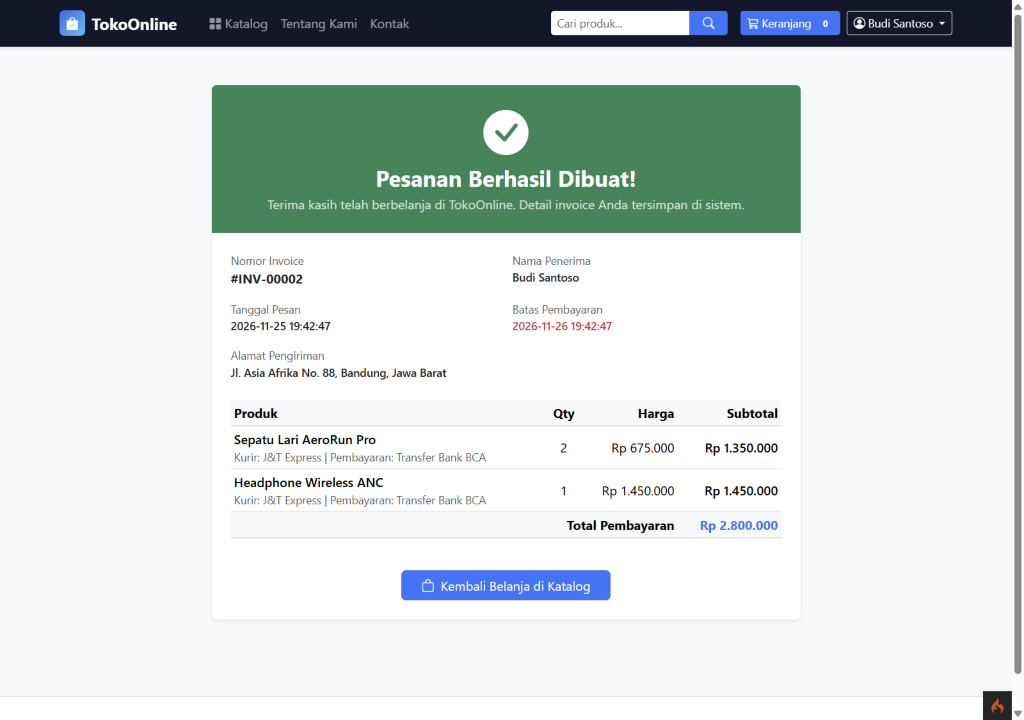 TokoOnline Katalog Tentang Kami Kontak Cari produk... Keranjang 0 Budi Santoso
Pesanan Berhasil Dibuat!
Terima kasih telah berbelanja di TokoOnline. Detail invoice Anda tersimpan di sistem.
Nomor Invoice Nama Penerima
#INV-00002 Budi Santoso
Tanggal Pesan Batas Pembayaran
2026-11-25 19:42:47 2026-11-26 19:42:47
Alamat Pengiriman
Jl. Asia Afrika No. 88, Bandung, Jawa Barat
Produk Qty Harga Subtotal
Sepatu Lari AeroRun Pro
Kurir: J&T Express | Pembayaran: Transfer Bank BCA
2 Rp 675.000 Rp 1.350.000
Headphone Wireless ANC
Kurir: J&T Express | Pembayaran: Transfer Bank BCA
1 Rp 1.450.000 Rp 1.450.000
Total Pembayaran Rp 2.800.000
Kembali Belanja di Katalog